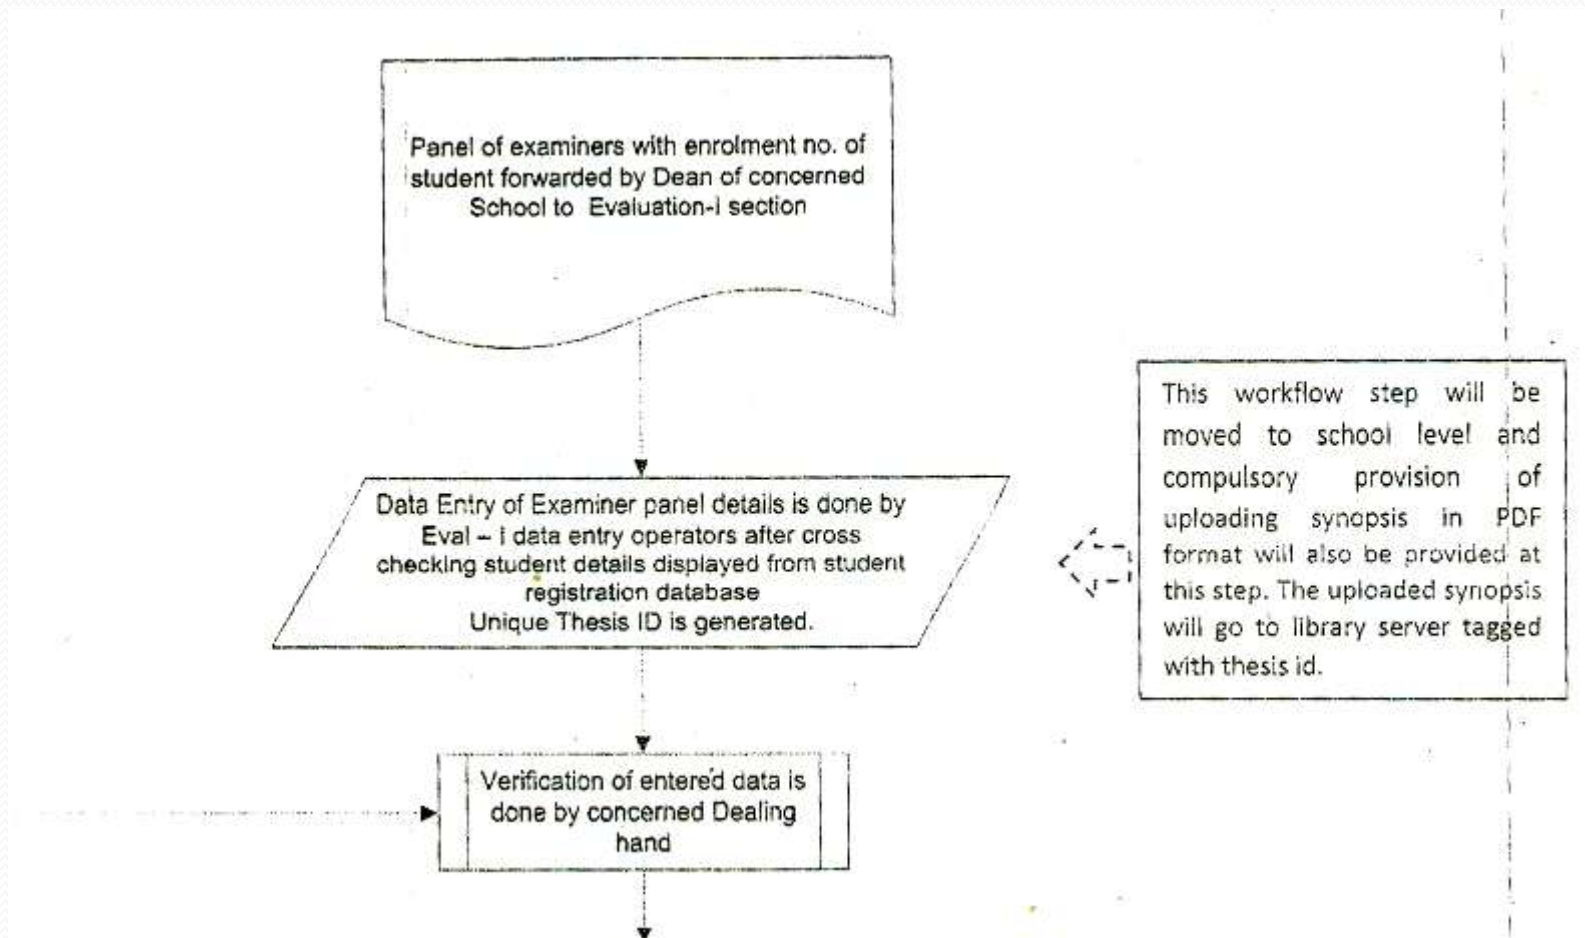 Panel of examiners with enrolment no. of
student forwarded by Dean of concerned
School to Evaluation-I section
Data Entry of Examiner panel details is done by
Eval – I data entry operators after cross
checking student details displayed from student
registration database
Unique Thesis ID is generated.
This workflow step will be
moved to school level and
compulsory provision of
uploading synopsis in PDF
format will also be provided at
this step. The uploaded synopsis
will go to library server tagged
with thesis id.
Verification of entered data is
done by concerned Dealing
hand